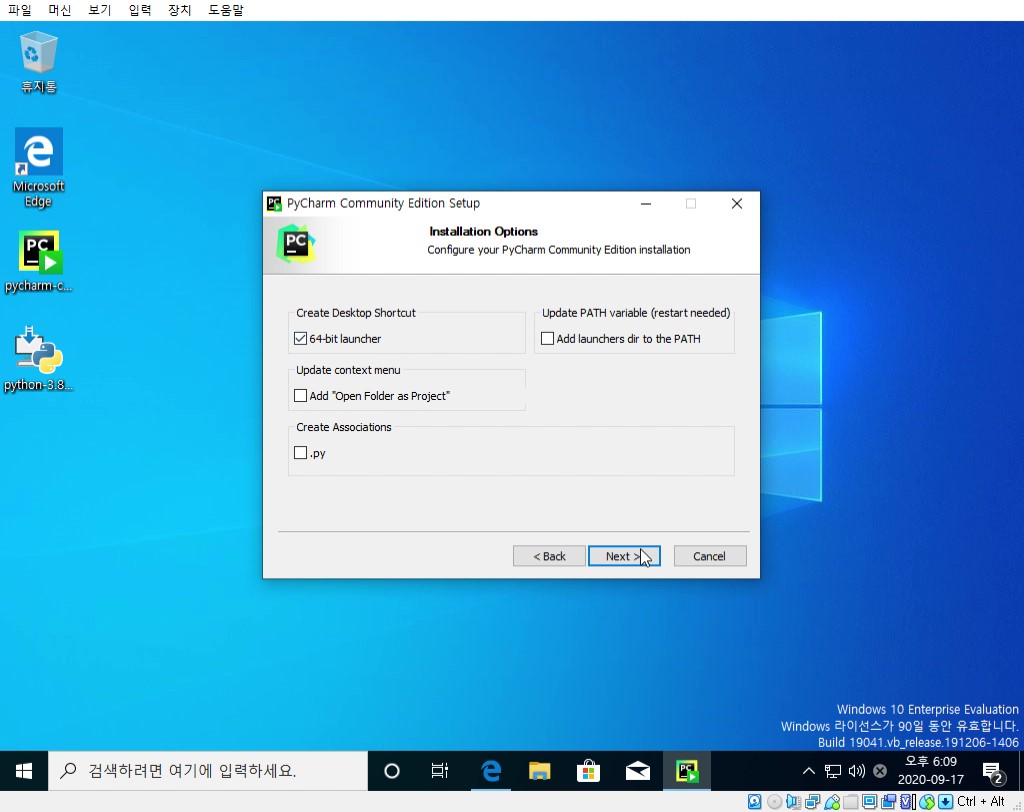 파일 머신 보기 입력 장치 도움말
휴지통
Microsoft
Edge
pycharm-c...
python-3.8...
PC PyCharm Community Edition Setup
PC
Installation Options
Configure your PyCharm Community Edition installation
Create Desktop Shortcut
64-bit launcher
Update PATH variable (restart needed)
Add launchers dir to the PATH
Update context menu
Add "Open Folder as Project"
Create Associations
.py
< Back Next > Cancel
Windows 10 Enterprise Evaluation
Windows 라이선스가 90일 동안 유효합니다.
Build 19041.vb_release.191206-1406
검색하려면 여기에 입력하세요.
오후 6:09
2020-09-17
2
Ctrl + Alt